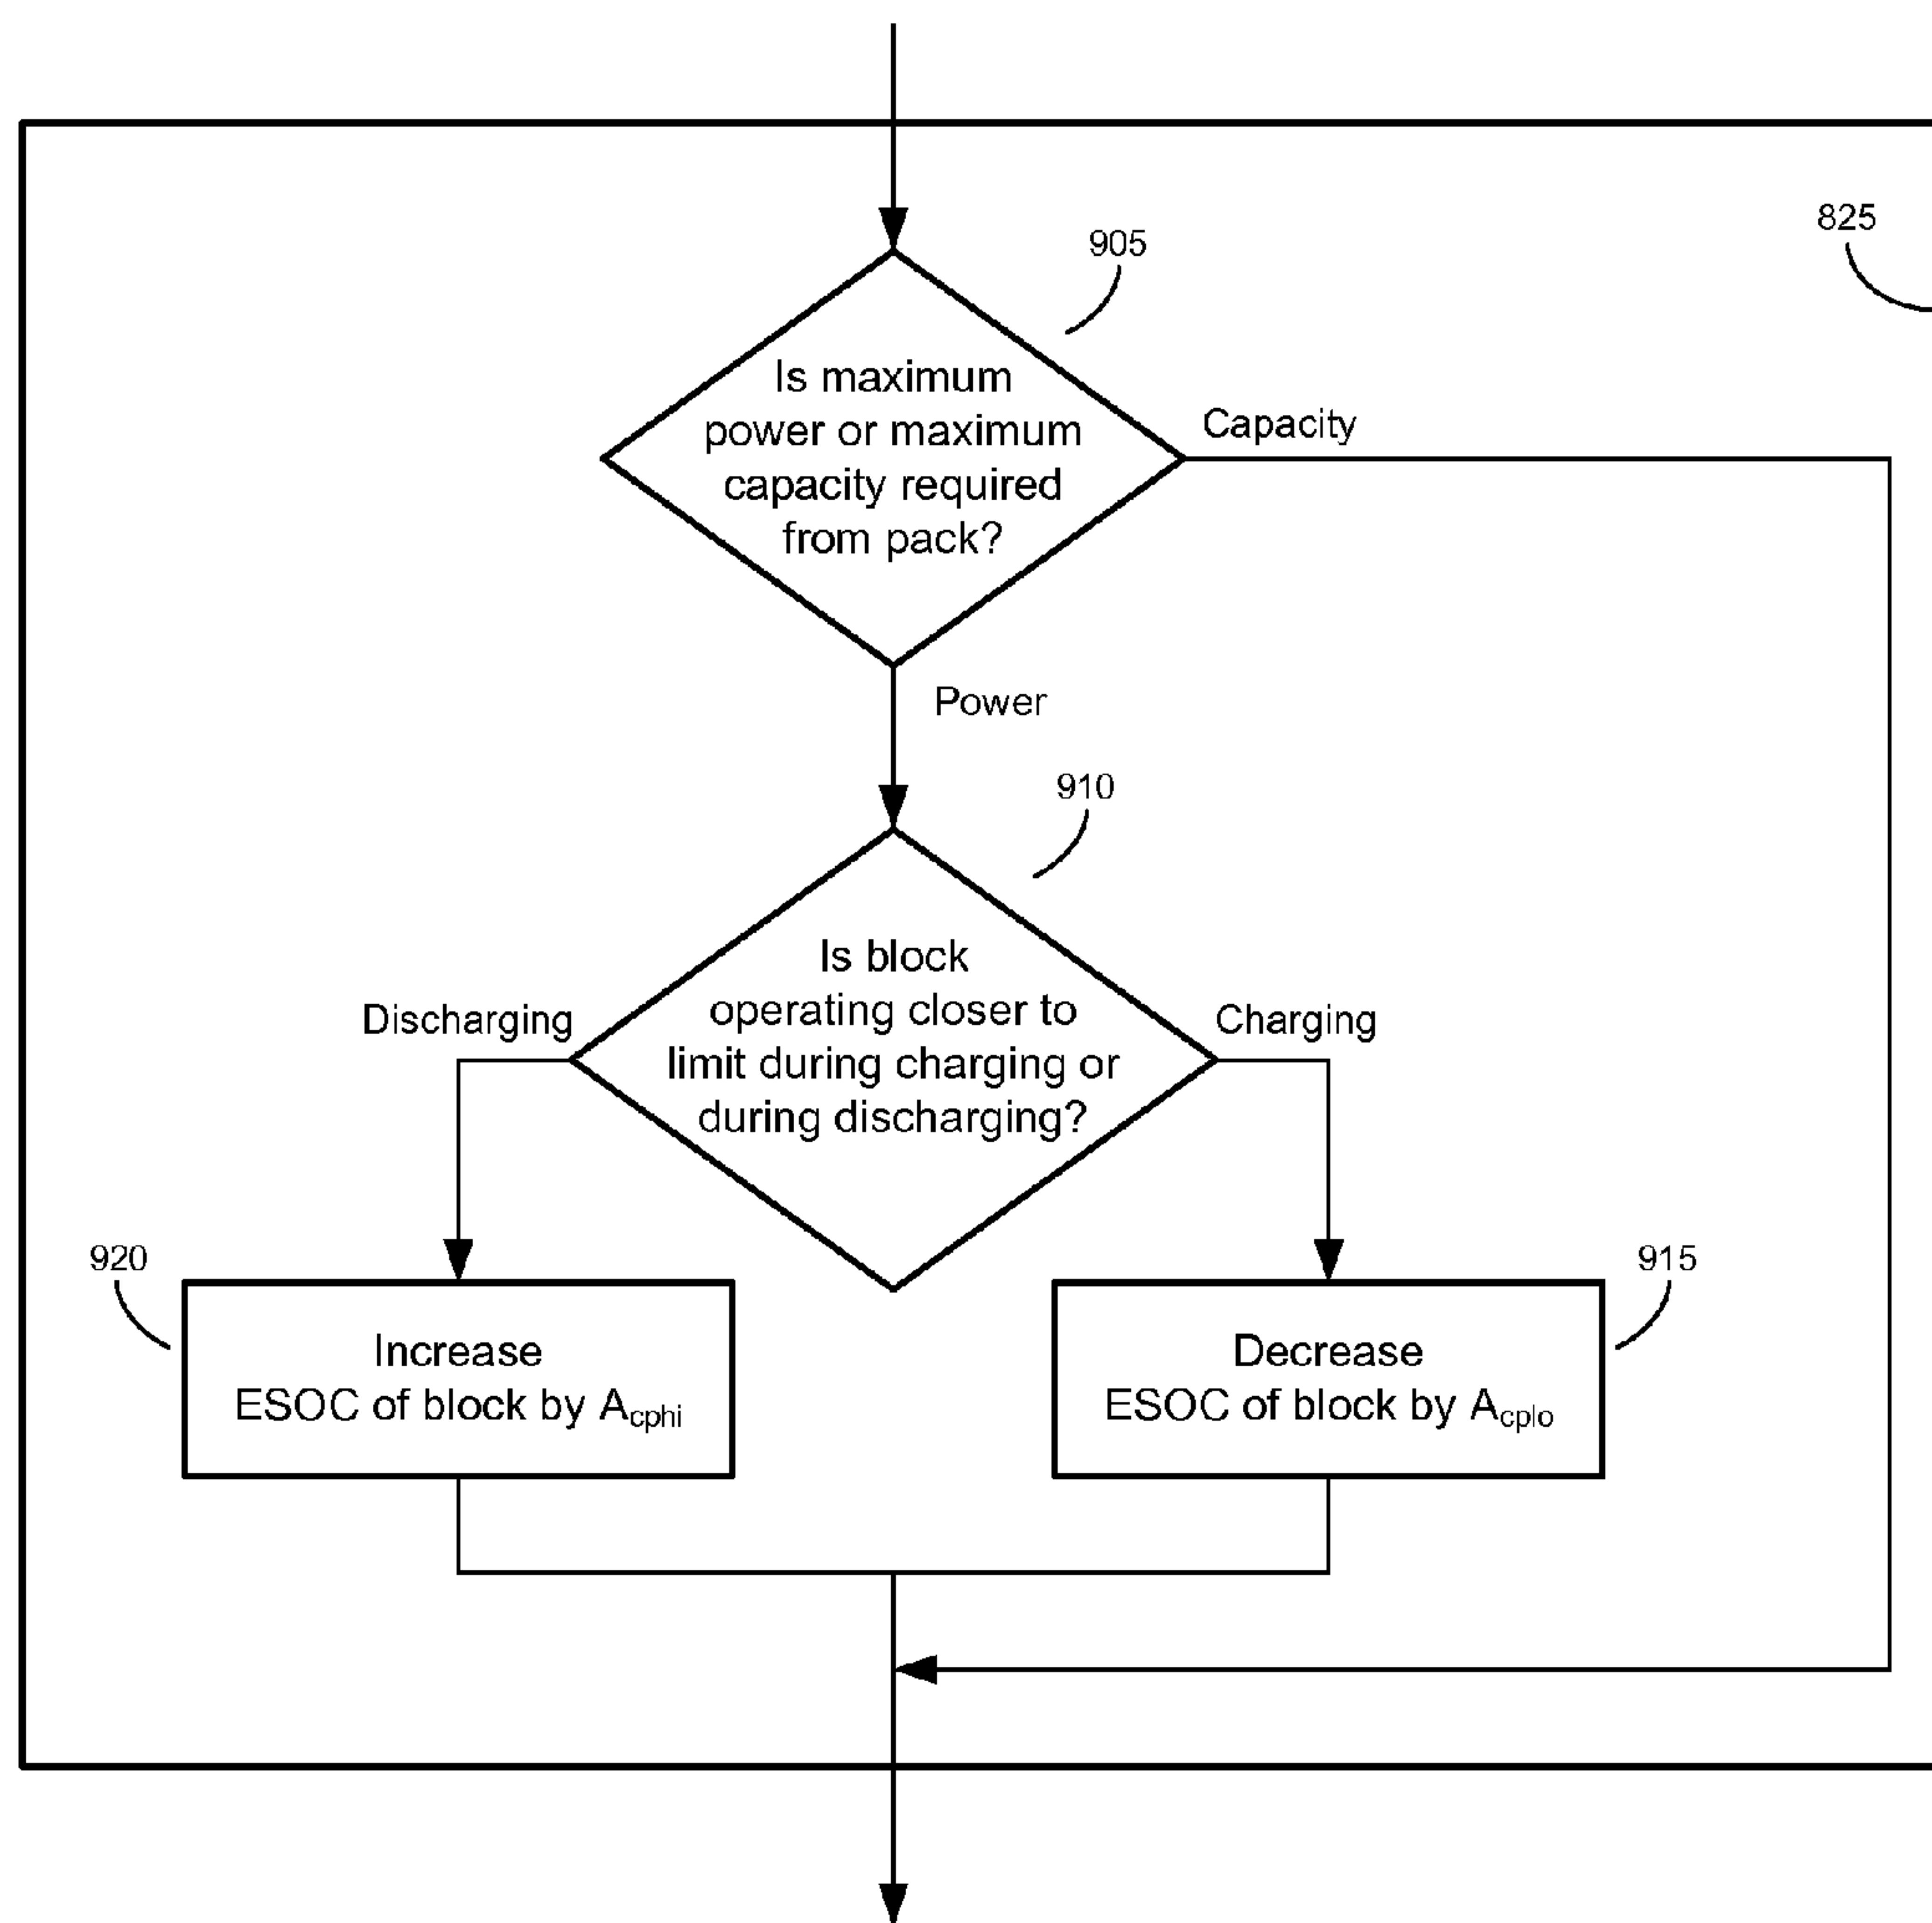 825
905
Is maximum
power or maximum
capacity required
from pack?
Capacity
Power
910
Is block
operating closer to
limit during charging or
during discharging?
Discharging
Charging
920
915
Increase
ESOC of block by Acphi
Decrease
ESOC of block by Acplo